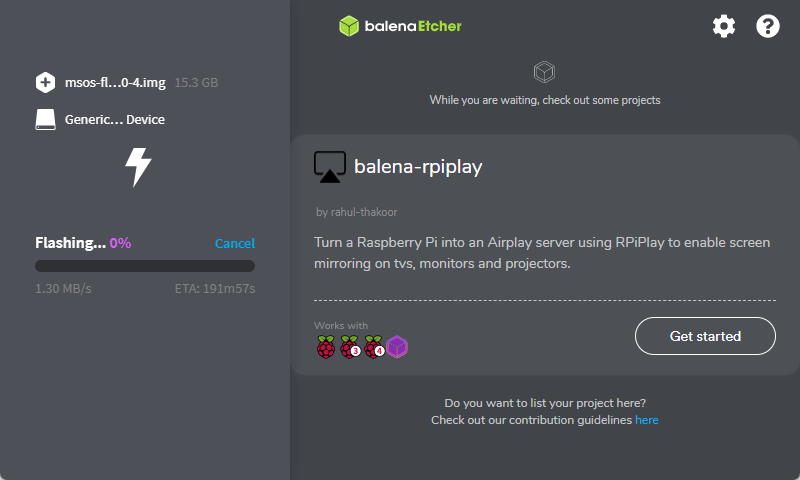 balenaEtcher
msos-fl...0-4.img 15.3 GB
Generic... Device
Flashing... 0% Cancel
1.30 MB/s ETA: 191m57s
While you are waiting, check out some projects
balena-rpiplay
by rahul-thakoor
Turn a Raspberry Pi into an Airplay server using RPiPlay to enable screen
mirroring on tvs, monitors and projectors.
Works with
3 4
Get started
Do you want to list your project here?
Check out our contribution guidelines here